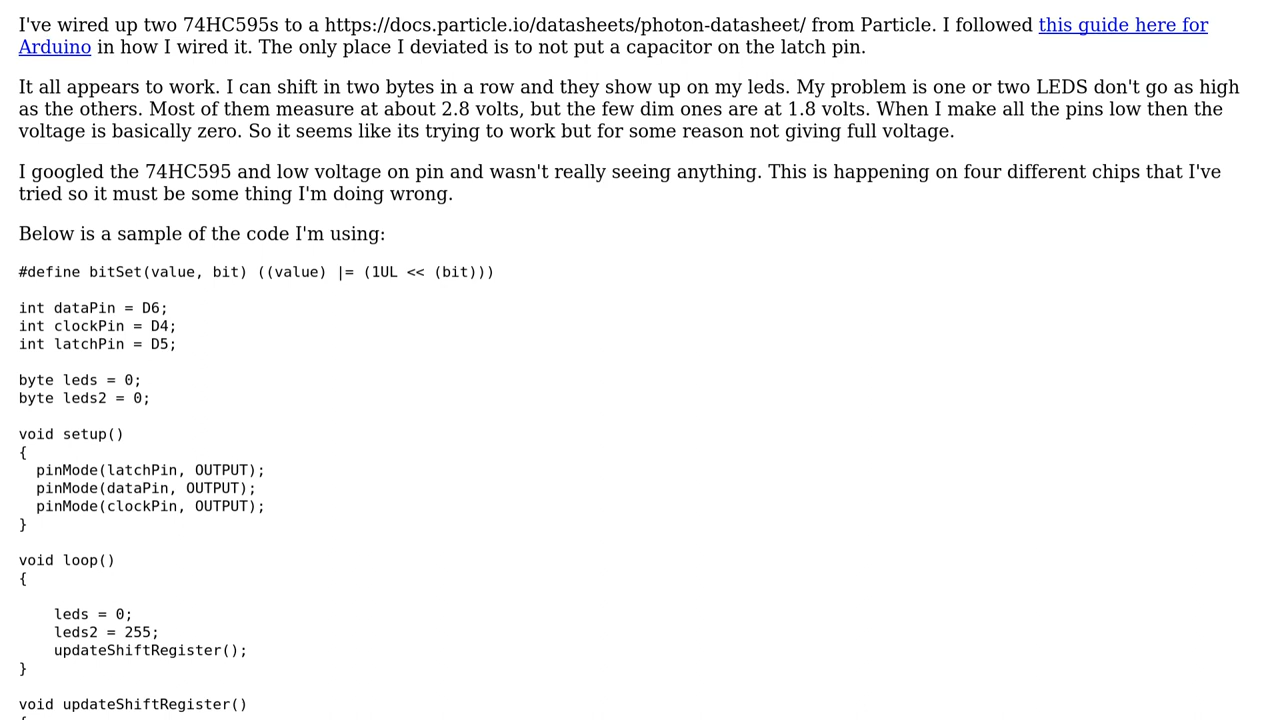 I've wired up two 74HC595s to a https://docs.particle.io/datasheets/photon-datasheet/ from Particle. I followed this guide here for
Arduino in how I wired it. The only place I deviated is to not put a capacitor on the latch pin.
It all appears to work. I can shift in two bytes in a row and they show up on my leds. My problem is one or two LEDS don't go as high
as the others. Most of them measure at about 2.8 volts, but the few dim ones are at 1.8 volts. When I make all the pins low then the
voltage is basically zero. So it seems like its trying to work but for some reason not giving full voltage.
I googled the 74HC595 and low voltage on pin and wasn't really seeing anything. This is happening on four different chips that I've
tried so it must be some thing I'm doing wrong.
Below is a sample of the code I'm using:
#define bitSet(value, bit) ((value) |= (1UL << (bit)))
int dataPin = D6;
int clockPin = D4;
int latchPin = D5;
byte leds = 0;
byte leds2 = 0;
void setup()
{
  pinMode(latchPin, OUTPUT);
  pinMode(dataPin, OUTPUT);
  pinMode(clockPin, OUTPUT);
}
void loop()
{
    leds = 0;
    leds2 = 255;
    updateShiftRegister();
}
void updateShiftRegister()